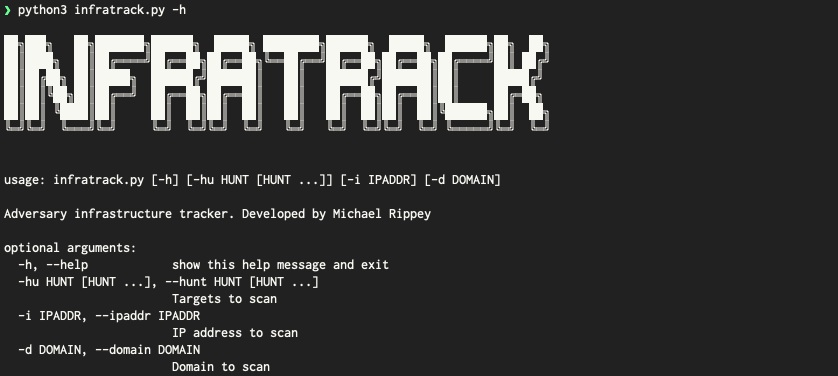 ❯ python3 infratrack.py -h
INFRATRACK
usage: infratrack.py [-h] [-hu HUNT [HUNT ...]] [-i IPADDR] [-d DOMAIN]
Adversary infrastructure tracker. Developed by Michael Rippey
optional arguments:
-h, --help show this help message and exit
-hu HUNT [HUNT ...], --hunt HUNT [HUNT ...]
Targets to scan
-i IPADDR, --ipaddr IPADDR
IP address to scan
-d DOMAIN, --domain DOMAIN
Domain to scan